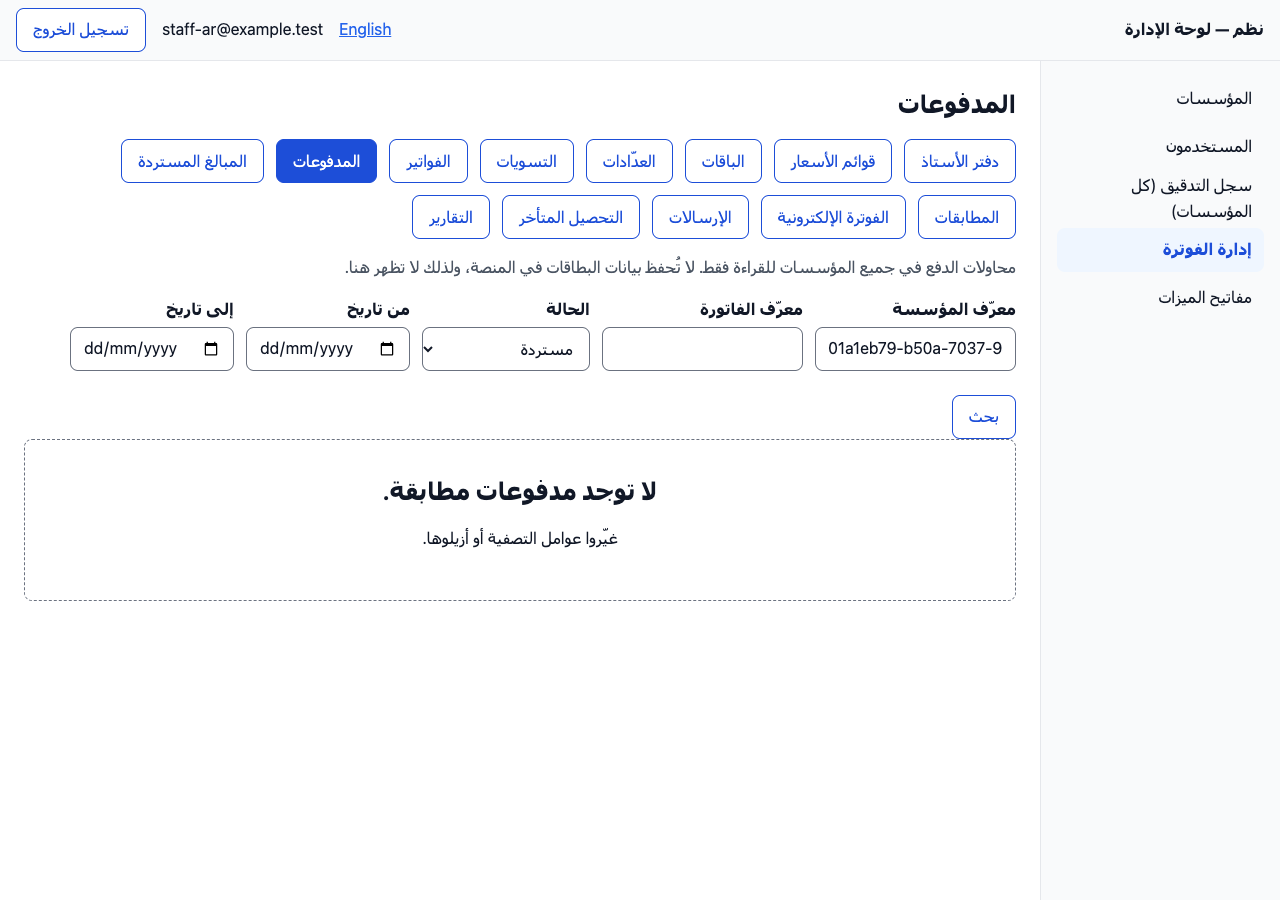 نظم — لوحة الإدارة
English
staff-ar@example.test
تسجيل الخروج
المؤسسات
المستخدمون
سجل التدقيق (كل
المؤسسات)
إدارة الفوترة
مفاتيح الميزات
المدفوعات
دفتر الأستاذ
قوائم الأسعار
الباقات
العدّادات
التسويات
الفواتير
المدفوعات
المبالغ المستردة
المطابقات
الفوترة الإلكترونية
الإرسالات
التحصيل المتأخر
التقارير
محاولات الدفع في جميع المؤسسات للقراءة فقط. لا تُحفظ بيانات البطاقات في المنصة، ولذلك لا تظهر هنا.
معرّف المؤسسة
معرّف الفاتورة
الحالة
من تاريخ
إلى تاريخ
01a1eb79-b50a-7037-9
مستردة
dd/mm/yyyy
dd/mm/yyyy
بحث
لا توجد مدفوعات مطابقة.
غيّروا عوامل التصفية أو أزيلوها.